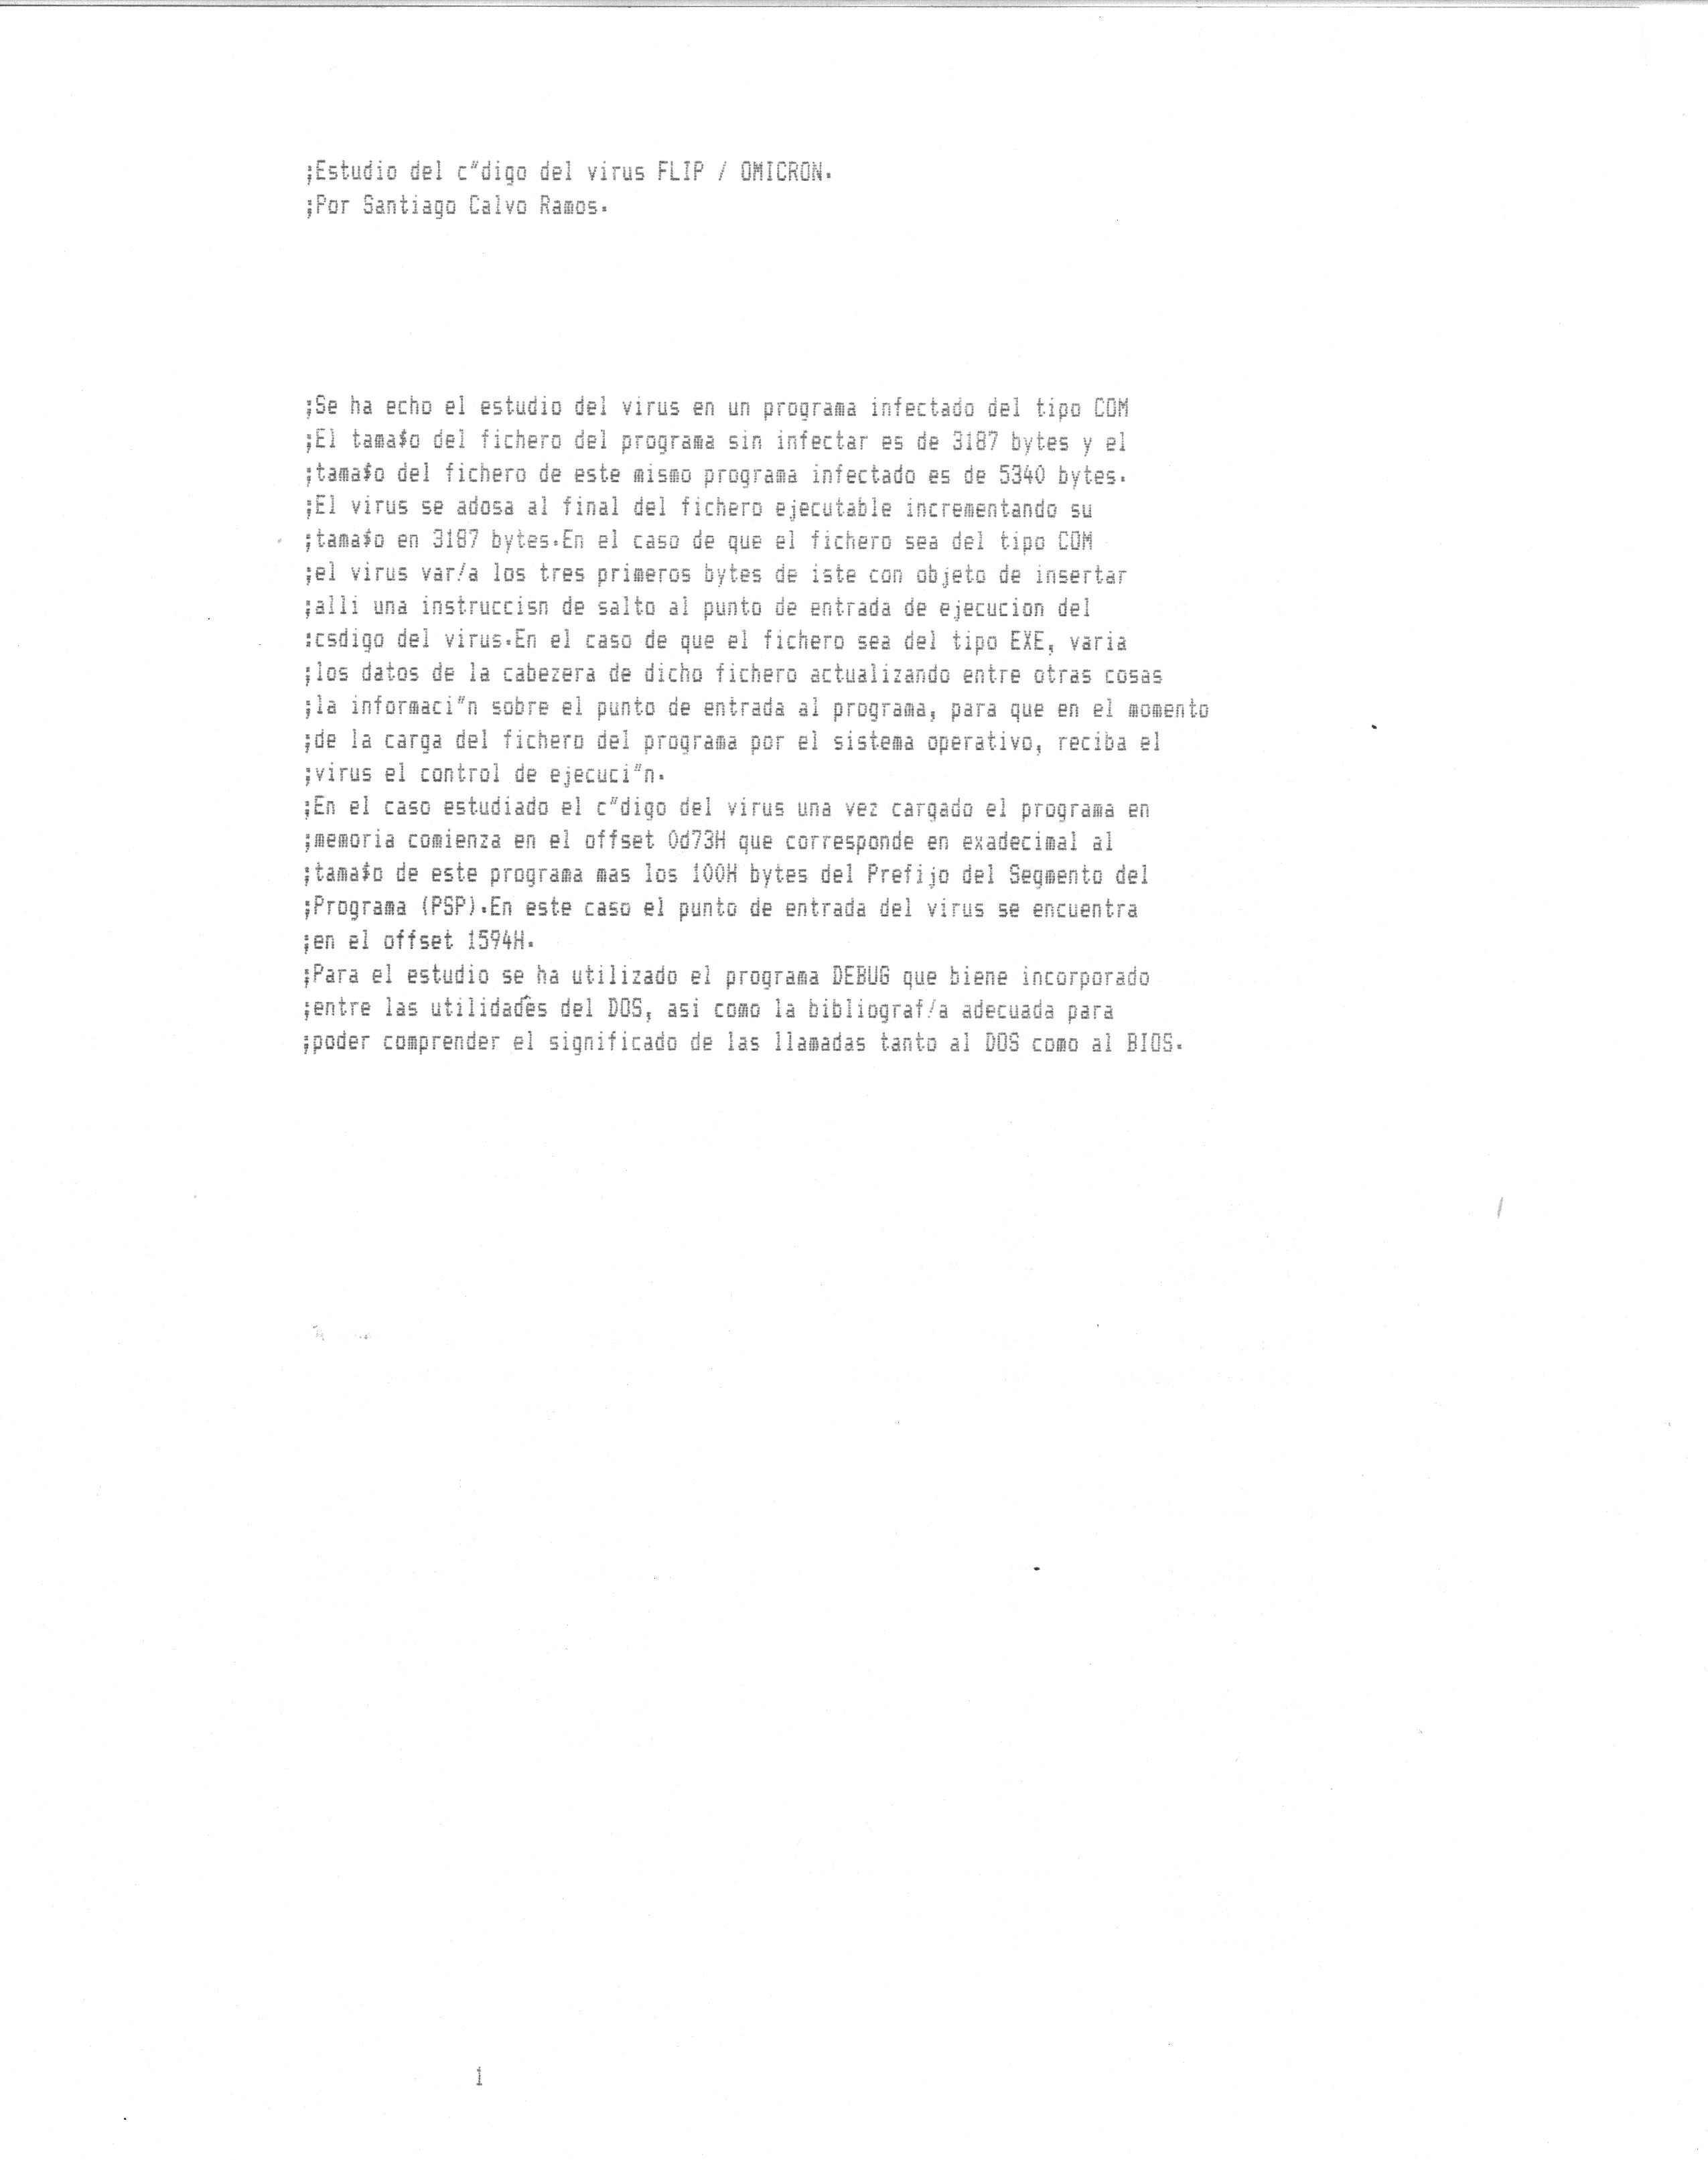 ;Estudio del c"digo del virus FLIP / OMICRON.
;Por Santiago Calvo Ramos.
;Se ha echo el estudio del virus en un programa infectado del tipo COM
;El tama$o del fichero del programa sin infectar es de 3187 bytes y el
;tama$o del fichero de este mismo programa infectado es de 5340 bytes.
;El virus se adosa al final del fichero ejecutable incrementando su
;tama$o en 3187 bytes.En el caso de que el fichero sea del tipo COM
;el virus var/a los tres primeros bytes de iste con objeto de insertar
;alli una instruccisn de salto al punto de entrada de ejecucion del
:csdigo del virus.En el caso de que el fichero sea del tipo EXE, varia
;los datos de la cabezera de dicho fichero actualizando entre otras cosas
;la informaci"n sobre el punto de entrada al programa, para que en el momento
;de la carga del fichero del programa por el sistema operativo, reciba el
;virus el control de ejecuci"n.
;En el caso estudiado el c"digo del virus una vez cargado el programa en
;memoria comienza en el offset 0d73H que corresponde en exadecimal al
;tama$o de este programa mas los 100H bytes del Prefijo del Segmento del
;Programa (PSP).En este caso el punto de entrada del virus se encuentra
;en el offset 1594H.
;Para el estudio se ha utilizado el programa DEBUG que biene incorporado
;entre las utilidades del DOS, asi como la bibliograf/a adecuada para
;poder comprender el significado de las llamadas tanto al DOS como al BIOS.
1